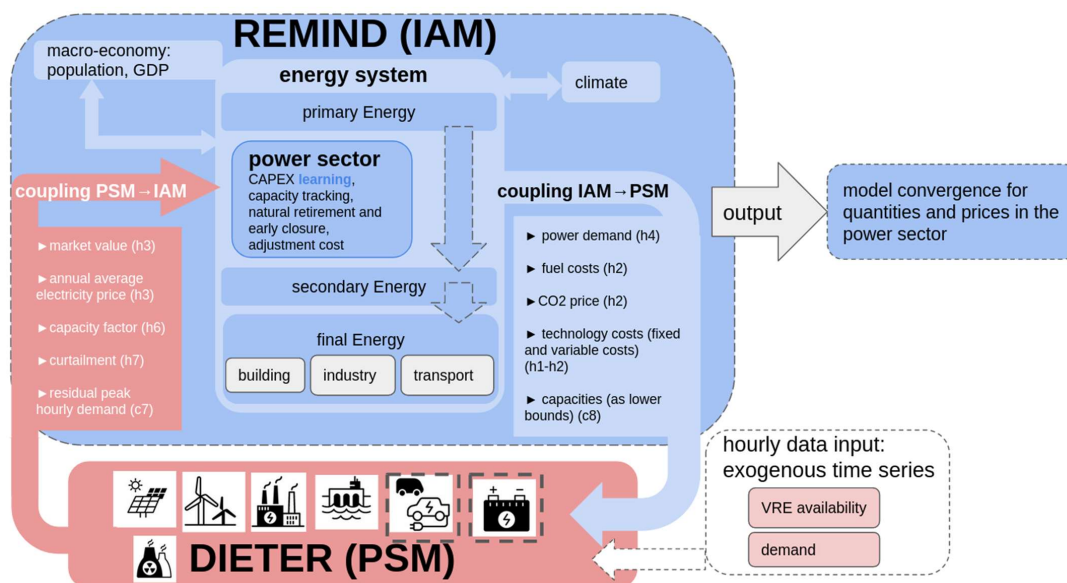 REMIND (IAM)
macro-economy:
population, GDP
energy system
climate
primary Energy
power sector
CAPEX learning,
capacity tracking,
natural retirement and
early closure,
adjustment cost
secondary Energy
final Energy
building
industry
transport
coupling PSM→IAM
►market value (h3)
►annual average
electricity price (h3)
►capacity factor (h6)
►curtailment (h7)
►residual peak
hourly demand (c7)
coupling IAM→PSM
► power demand (h4)
► fuel costs (h2)
►CO2 price (h2)
► technology costs (fixed
and variable costs)
(h1-h2)
► capacities (as lower
bounds) (c8)
output
model convergence for
quantities and prices in the
power sector
hourly data input:
exogenous time series
VRE availability
demand
DIETER (PSM)